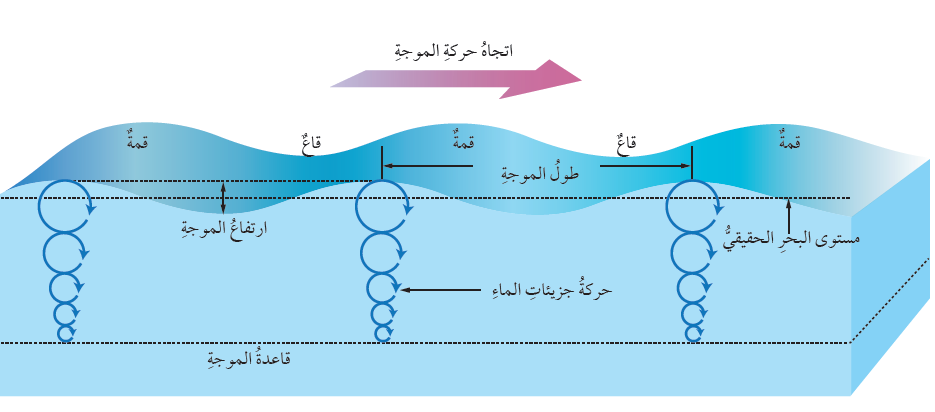 اتجاهُ حركةِ الموجةِ
قمةٌ
قاعٌ
قمةٌ
قاعٌ
قمةٌ
طولُ الموجةِ
ارتفاعُ الموجةِ
مستوى البحرِ الحقيقيُّ
حركةُ جزيئاتِ الماءِ
قاعدةُ الموجةِ